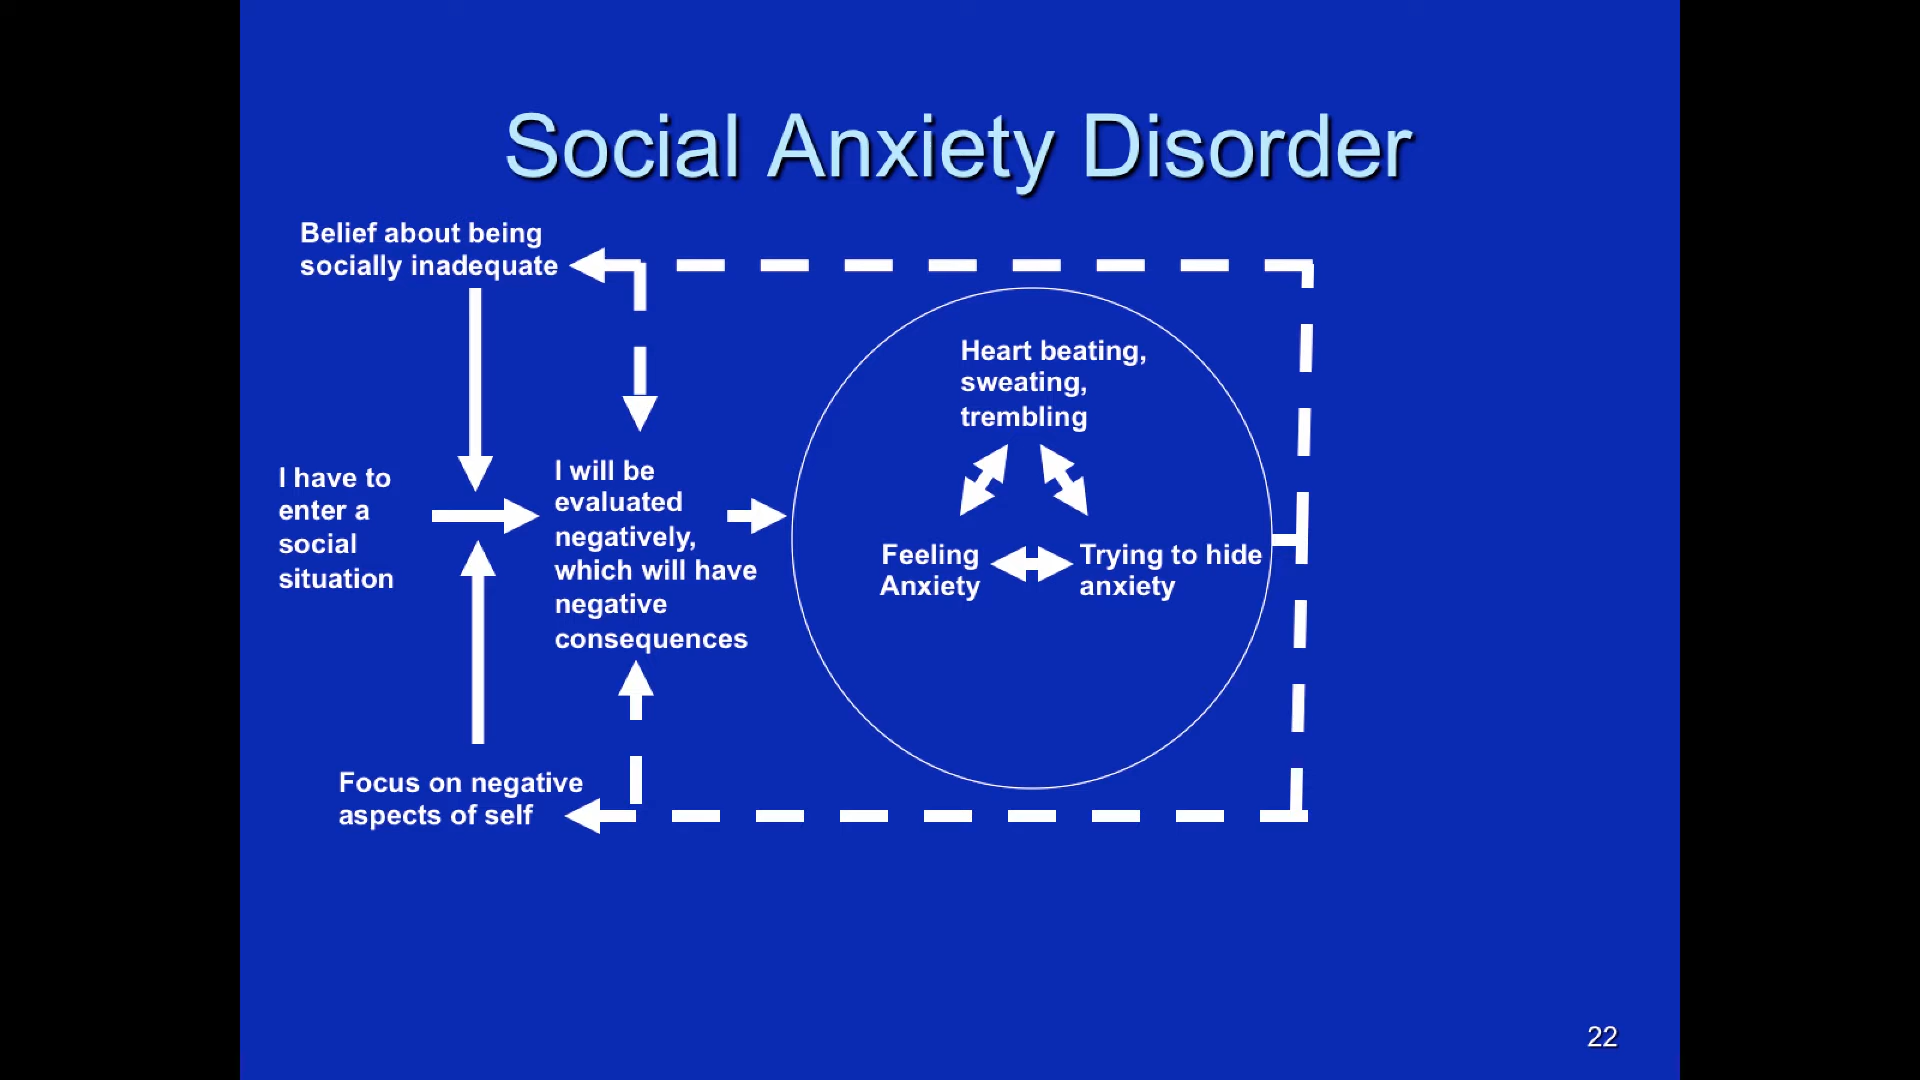 Social Anxiety Disorder
Belief about being
socially inadequate
Heart beating,
sweating,
trembling
I have to
enter a
social
situation
I will be
evaluated
negatively,
which will have
negative
consequences
Feeling
Anxiety
Trying to hide
anxiety
Focus on negative
aspects of self
22